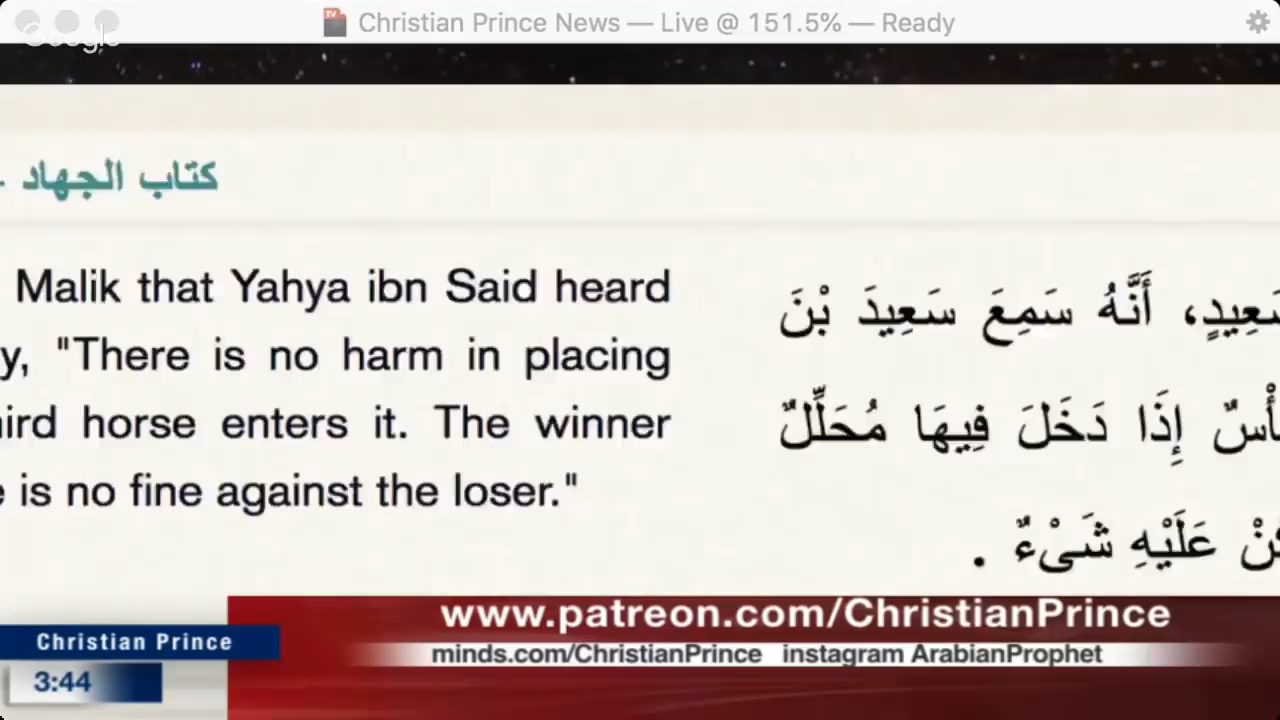 Christian Prince News — Live @ 151.5% — Ready
Google
كتاب الجهاد -
Malik that Yahya ibn Said heard
y, "There is no harm in placing
ird horse enters it. The winner
e is no fine against the loser."
سَعِيدٍ، أَنَّهُ سَمِعَ سَعِيدَ بْنَ
بَأْسٌ إِذَا دَخَلَ فِيهَا مُحَلِّلٌ
عَلَيْهِ شَىْءٌ .
www.patreon.com/ChristianPrince
Christian Prince
minds.com/ChristianPrince instagram ArabianProphet
3:44